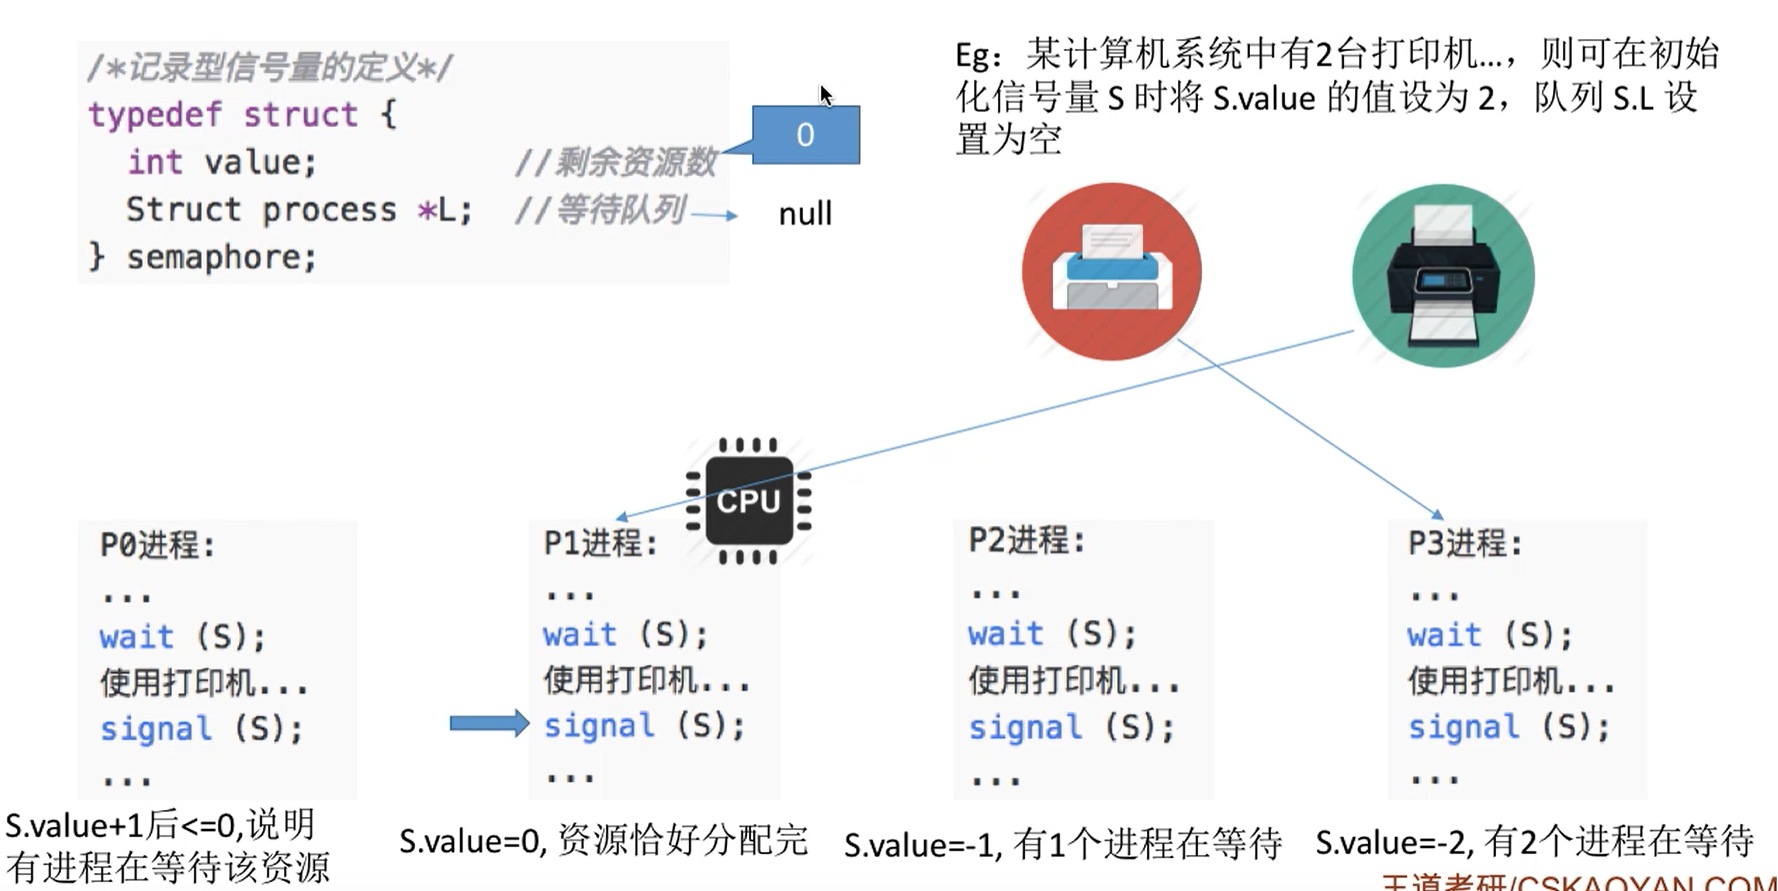 /*记录型信号量的定义*/
typedef struct {
int value; //剩余资源数
Struct process *L; //等待队列
} semaphore;
0
null
Eg：某计算机系统中有2台打印机...，则可在初始
化信号量 S 时将 S.value 的值设为 2，队列 S.L 设
置为空
CPU
P0进程:
...
wait (S);
使用打印机...
signal (S);
...
S.value+1后<=0,说明
有进程在等待该资源
P1进程:
...
wait (S);
使用打印机...
signal (S);
...
S.value=0, 资源恰好分配完
P2进程:
...
wait (S);
使用打印机...
signal (S);
...
S.value=-1, 有1个进程在等待
P3进程:
...
wait (S);
使用打印机...
signal (S);
...
S.value=-2, 有2个进程在等待
王道考研/CSKAOYAN.COM